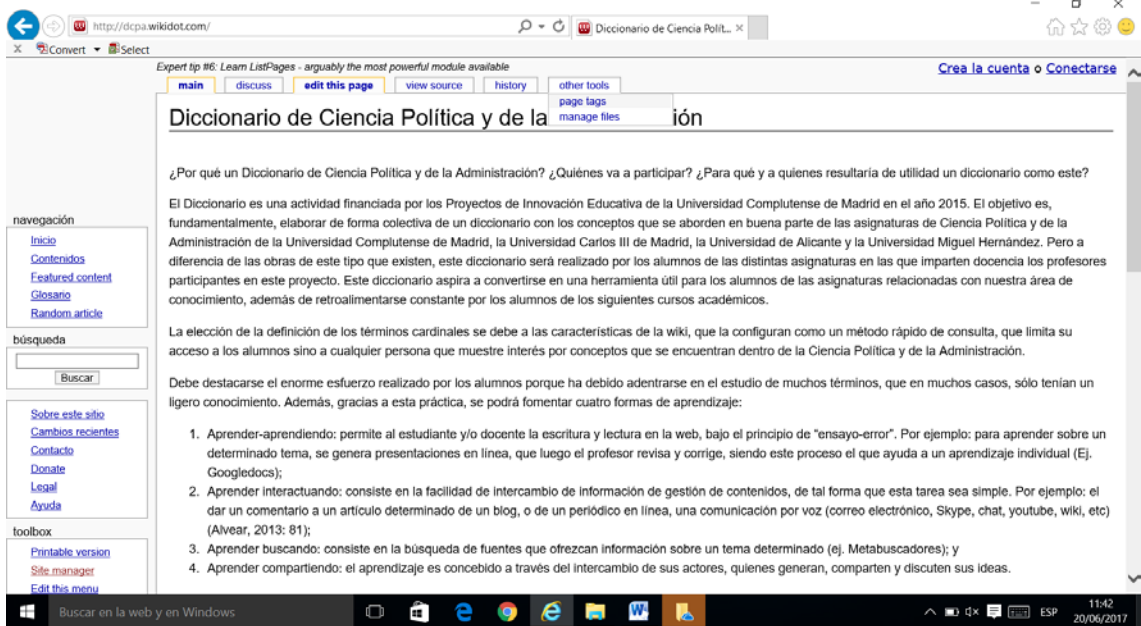 http://dcpa.wikidot.com/
Diccionario de Ciencia Polít...
Convert Select
Expert tip #6: Learn ListPages - arguably the most powerful module available
Crea la cuenta o Conectarse
main discuss edit this page view source history other tools
page tags
manage files
Diccionario de Ciencia Política y de la ión
¿Por qué un Diccionario de Ciencia Política y de la Administración? ¿Quiénes va a participar? ¿Para qué y a quienes resultaría de utilidad un diccionario como este?
El Diccionario es una actividad financiada por los Proyectos de Innovación Educativa de la Universidad Complutense de Madrid en el año 2015. El objetivo es,
fundamentalmente, elaborar de forma colectiva de un diccionario con los conceptos que se aborden en buena parte de las asignaturas de Ciencia Política y de la
Administración de la Universidad Complutense de Madrid, la Universidad Carlos III de Madrid, la Universidad de Alicante y la Universidad Miguel Hernández. Pero a
diferencia de las obras de este tipo que existen, este diccionario será realizado por los alumnos de las distintas asignaturas en las que imparten docencia los profesores
participantes en este proyecto. Este diccionario aspira a convertirse en una herramienta útil para los alumnos de las asignaturas relacionadas con nuestra área de
conocimiento, además de retroalimentarse constante por los alumnos de los siguientes cursos académicos.
La elección de la definición de los términos cardinales se debe a las características de la wiki, que la configuran como un método rápido de consulta, que limita su
acceso a los alumnos sino a cualquier persona que muestre interés por conceptos que se encuentran dentro de la Ciencia Política y de la Administración.
Debe destacarse el enorme esfuerzo realizado por los alumnos porque ha debido adentrarse en el estudio de muchos términos, que en muchos casos, sólo tenían un
ligero conocimiento. Además, gracias a esta práctica, se podrá fomentar cuatro formas de aprendizaje:
1. Aprender-aprendiendo: permite al estudiante y/o docente la escritura y lectura en la web, bajo el principio de "ensayo-error". Por ejemplo: para aprender sobre un
determinado tema, se genera presentaciones en línea, que luego el profesor revisa y corrige, siendo este proceso el que ayuda a un aprendizaje individual (Ej.
Googledocs);
2. Aprender interactuando: consiste en la facilidad de intercambio de información de gestión de contenidos, de tal forma que esta tarea sea simple. Por ejemplo: el
dar un comentario a un artículo determinado de un blog, o de un periódico en línea, una comunicación por voz (correo electrónico, Skype, chat, youtube, wiki, etc)
(Alvear, 2013: 81);
3. Aprender buscando: consiste en la búsqueda de fuentes que ofrezcan información sobre un tema determinado (ej. Metabuscadores); y
4. Aprender compartiendo: el aprendizaje es concebido a través del intercambio de sus actores, quienes generan, comparten y discuten sus ideas.
navegación
Inicio
Contenidos
Featured content
Glosario
Random article
búsqueda
Buscar
Sobre este sitio
Cambios recientes
Contacto
Donate
Legal
Ayuda
toolbox
Printable version
Site manager
Edit this menu
Buscar en la web y en Windows
ESP
11:42
20/06/2017